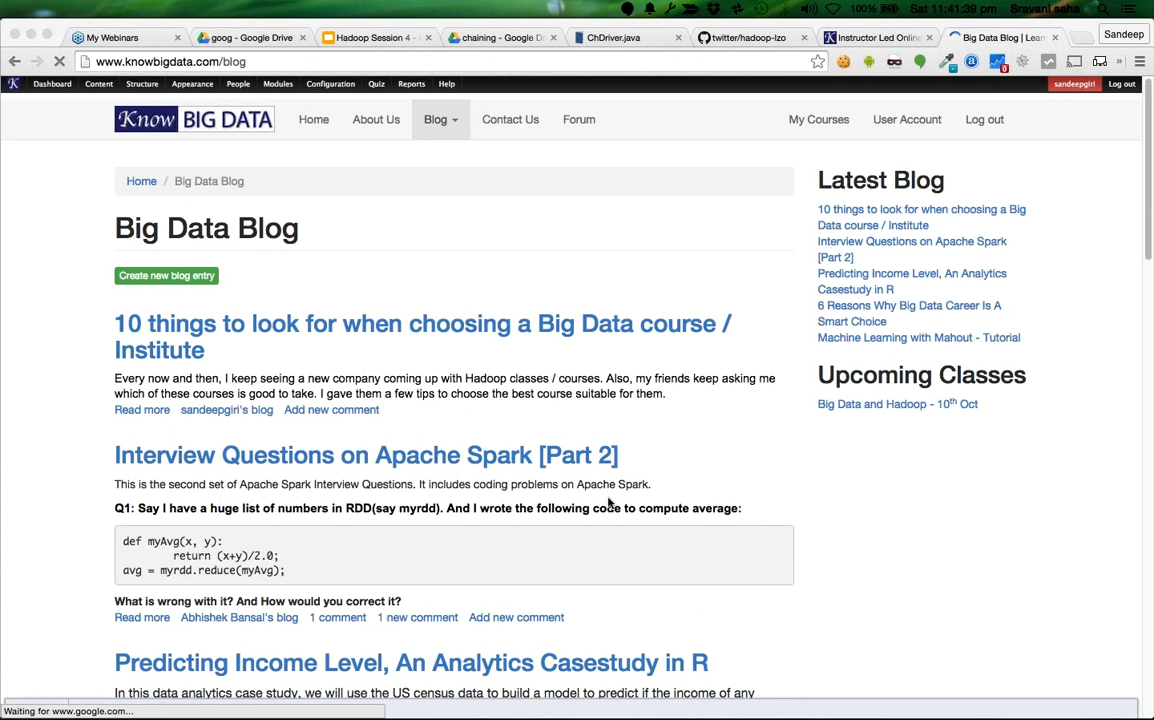 100% Sat 11:41:39 pm Sravani saha
My Webinars goog - Google Drive Hadoop Session 4 - chaining - Google D ChDriver.java twitter/hadoop-lzo Instructor Led Online Big Data Blog | Learn Sandeep
www.knowbigdata.com/blog
Dashboard Content Structure Appearance People Modules Configuration Quiz Reports Help sandeepgiri Log out
Know BIG DATA Home About Us Blog Contact Us Forum My Courses User Account Log out
Home / Big Data Blog
Big Data Blog
Create new blog entry
10 things to look for when choosing a Big Data course /
Institute
Every now and then, I keep seeing a new company coming up with Hadoop classes / courses. Also, my friends keep asking me
which of these courses is good to take. I gave them a few tips to choose the best course suitable for them.
Read more sandeepgiri's blog Add new comment
Interview Questions on Apache Spark [Part 2]
This is the second set of Apache Spark Interview Questions. It includes coding problems on Apache Spark.
Q1: Say I have a huge list of numbers in RDD(say myrdd). And I wrote the following code to compute average:
def myAvg(x, y):
return (x+y)/2.0;
avg = myrdd.reduce(myAvg);
What is wrong with it? And How would you correct it?
Read more Abhishek Bansal's blog 1 comment 1 new comment Add new comment
Predicting Income Level, An Analytics Casestudy in R
In this data analytics case study, we will use the US census data to build a model to predict if the income of any
Latest Blog
10 things to look for when choosing a Big
Data course / Institute
Interview Questions on Apache Spark
[Part 2]
Predicting Income Level, An Analytics
Casestudy in R
6 Reasons Why Big Data Career Is A
Smart Choice
Machine Learning with Mahout - Tutorial
Upcoming Classes
Big Data and Hadoop - 10th Oct
Waiting for www.google.com...